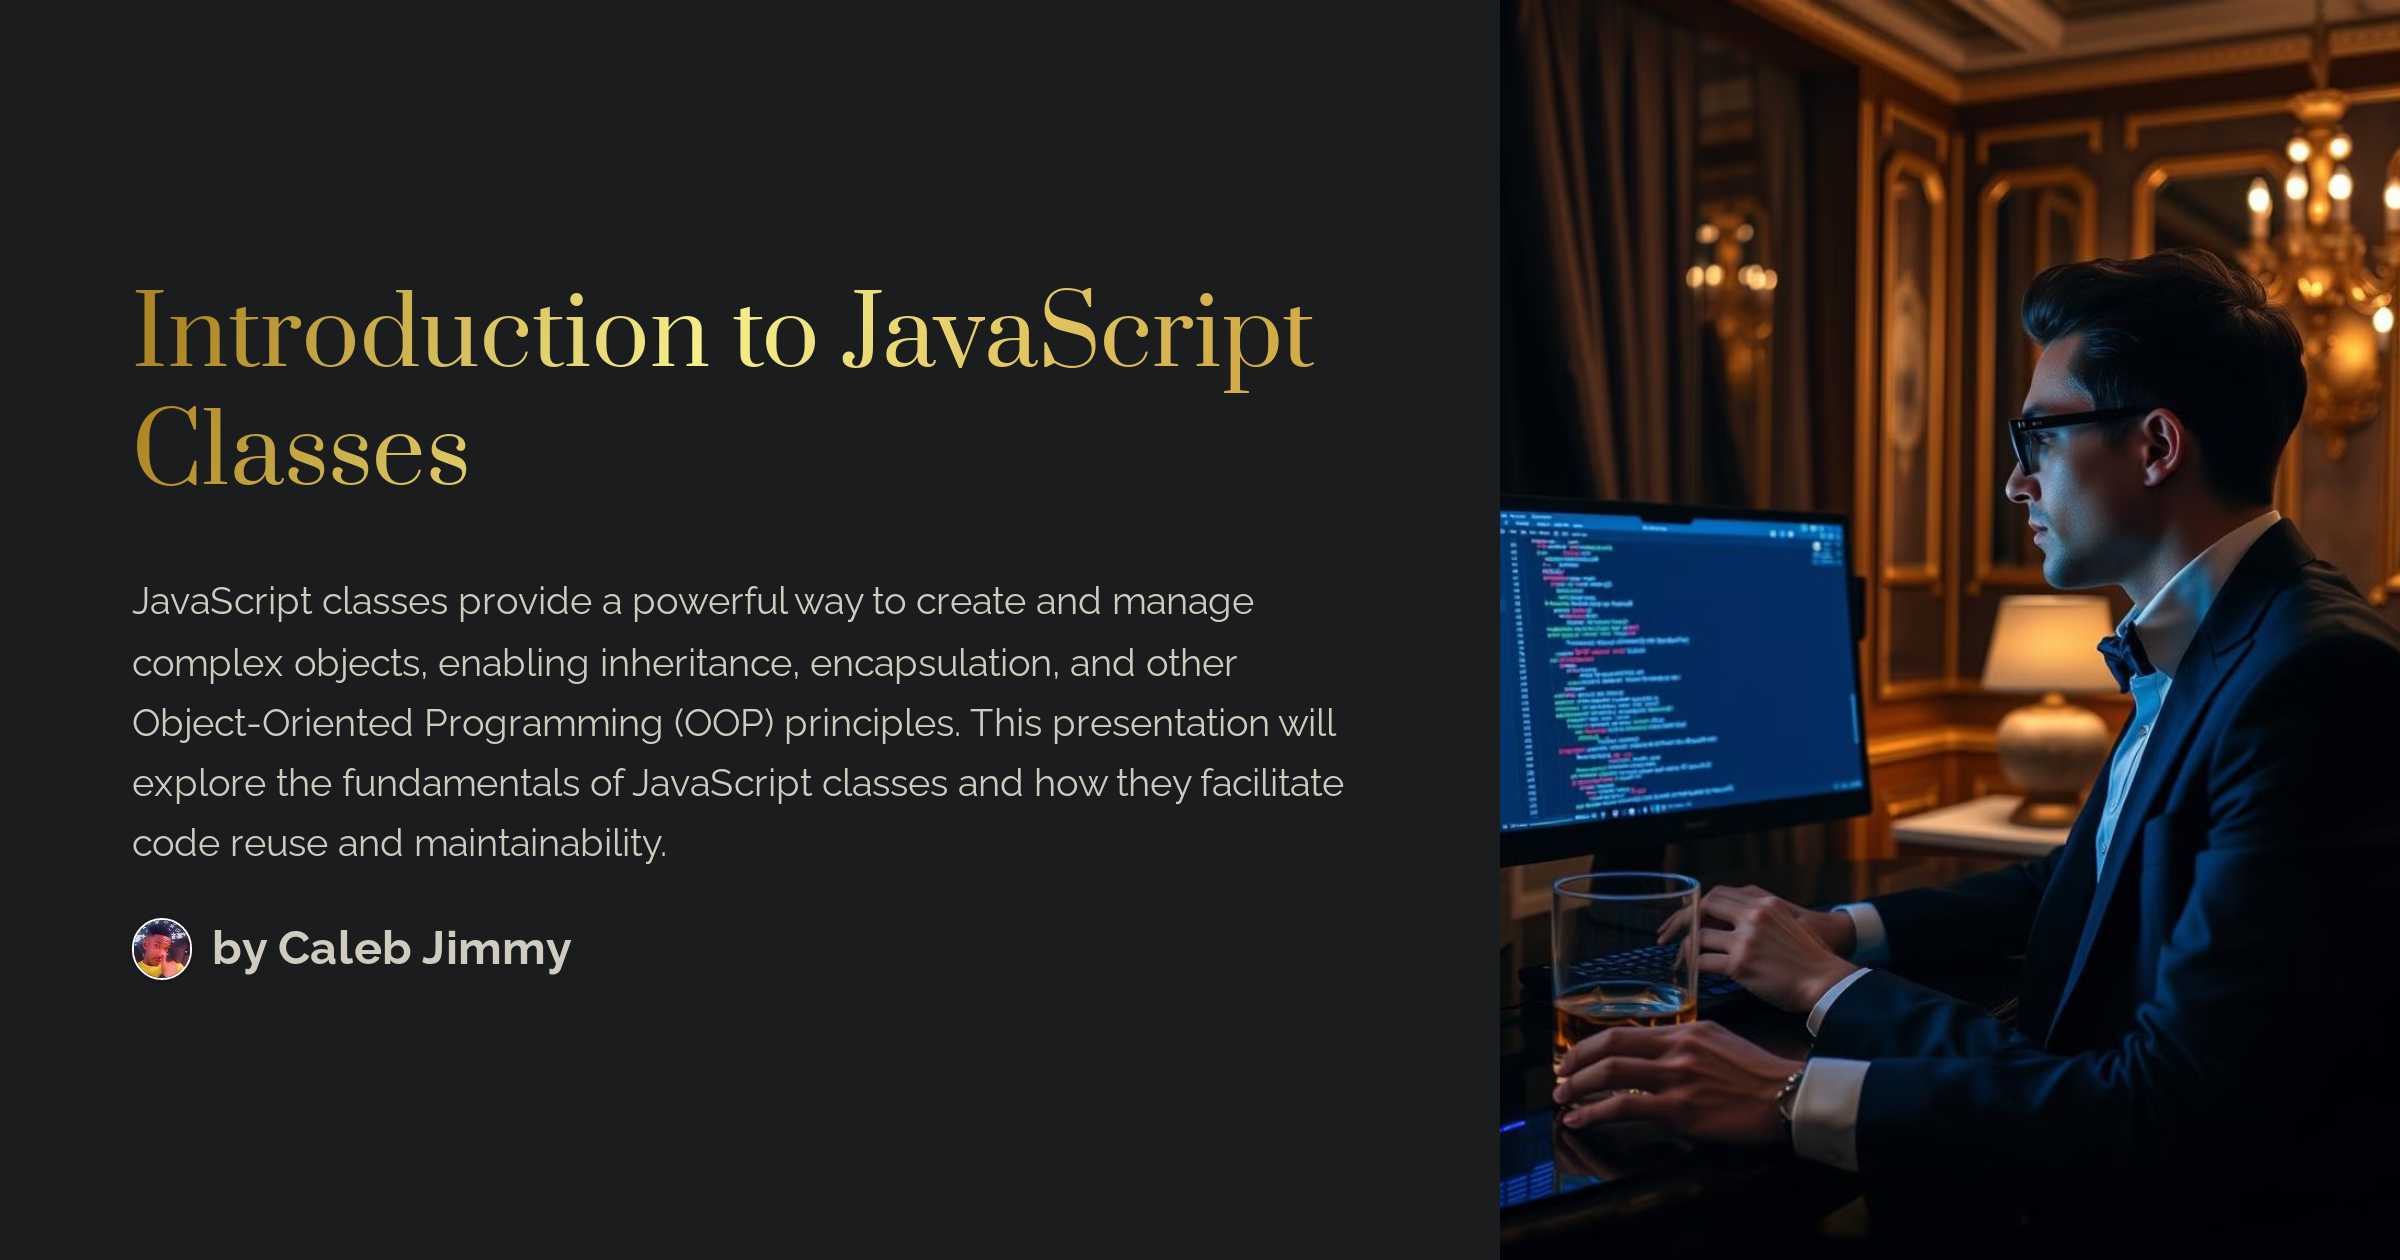 Introduction to JavaScript
Classes
JavaScript classes provide a powerful way to create and manage
complex objects, enabling inheritance, encapsulation, and other
Object-Oriented Programming (OOP) principles. This presentation will
explore the fundamentals of JavaScript classes and how they facilitate
code reuse and maintainability.
by Caleb Jimmy